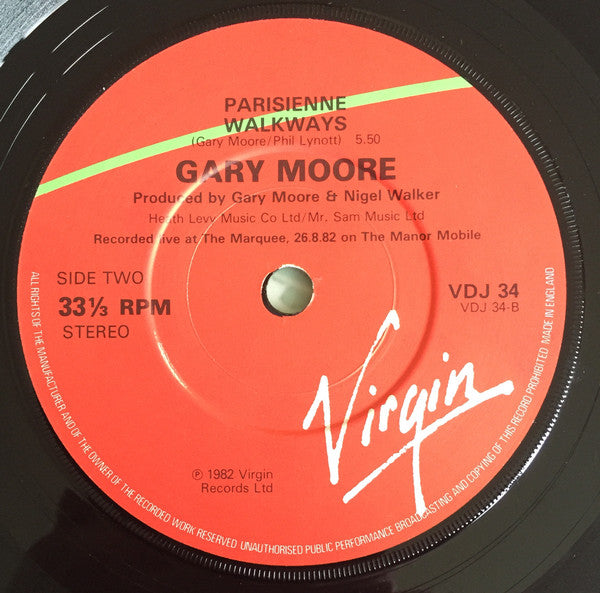 PARISIENNE
WALKWAYS
(Gary Moore/Phil Lynott) 5.50
GARY MOORE
Produced by Gary Moore & Nigel Walker
Heath Levy Music Co Ltd/Mr. Sam Music Ltd
Recorded live at The Marquee, 26.8.82 on The Manor Mobile
SIDE TWO
33⅓ RPM
STEREO
VDJ 34
VDJ 34-B
Virgin
℗ 1982 Virgin
Records Ltd
ALL RIGHTS OF THE MANUFACTURER AND OF THE OWNER OF THE RECORDED WORK RESERVED UNAUTHORISED PUBLIC PERFORMANCE BROADCASTING AND COPYING OF THIS RECORD PROHIBITED MADE IN ENGLAND